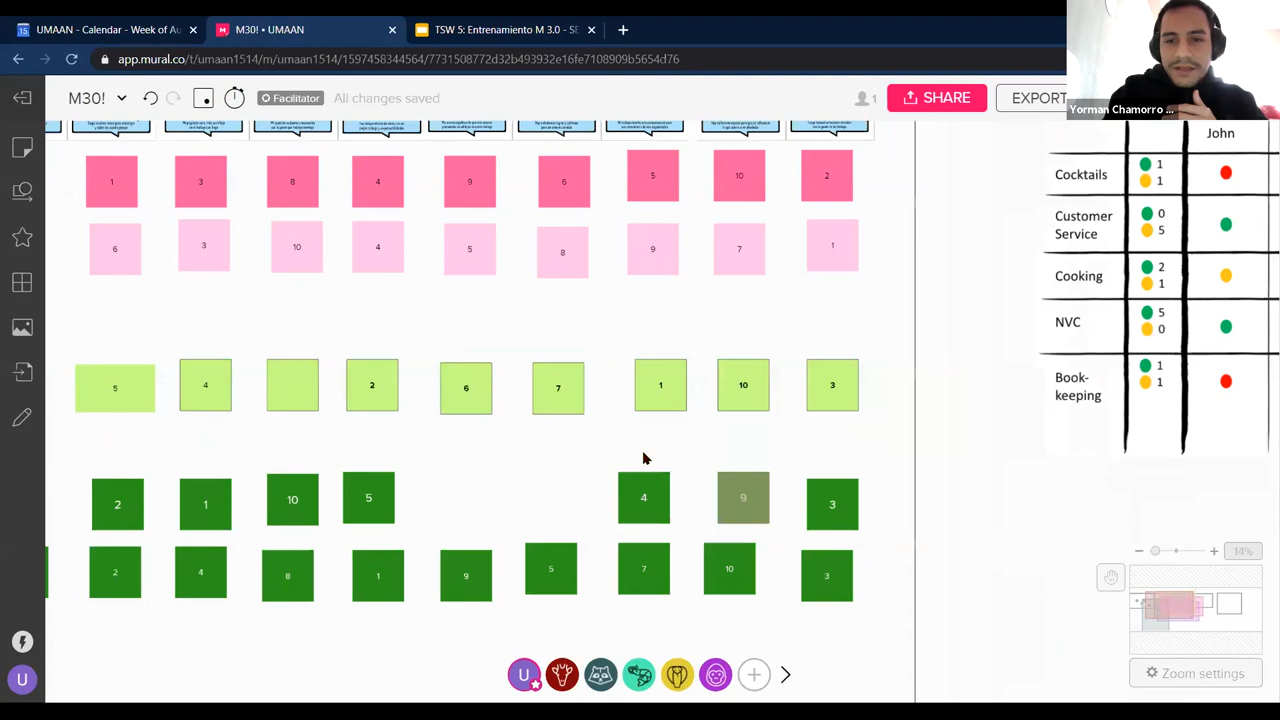 UMAAN - Calendar - Week of Au
M30! • UMAAN
TSW 5: Entrenamiento M 3.0 - SE
app.mural.co/t/umaan1514/m/umaan1514/1597458344564/7731508772d32b493932e16fe7108909b5654d76
M30!
Facilitator
All changes saved
1
SHARE
EXPORT
Yorman Chamorro ...
1 3 8 4 9 6 5 10 2
6 3 10 4 5 8 9 7 1
5 4 2 6 7 1 10 3
2 1 10 5 4 9 3
2 4 8 1 9 5 7 10 3
John
Cocktails
1
1
Customer
Service
0
5
Cooking
2
1
NVC
5
0
Book-
keeping
1
1
14%
Zoom settings
U
U